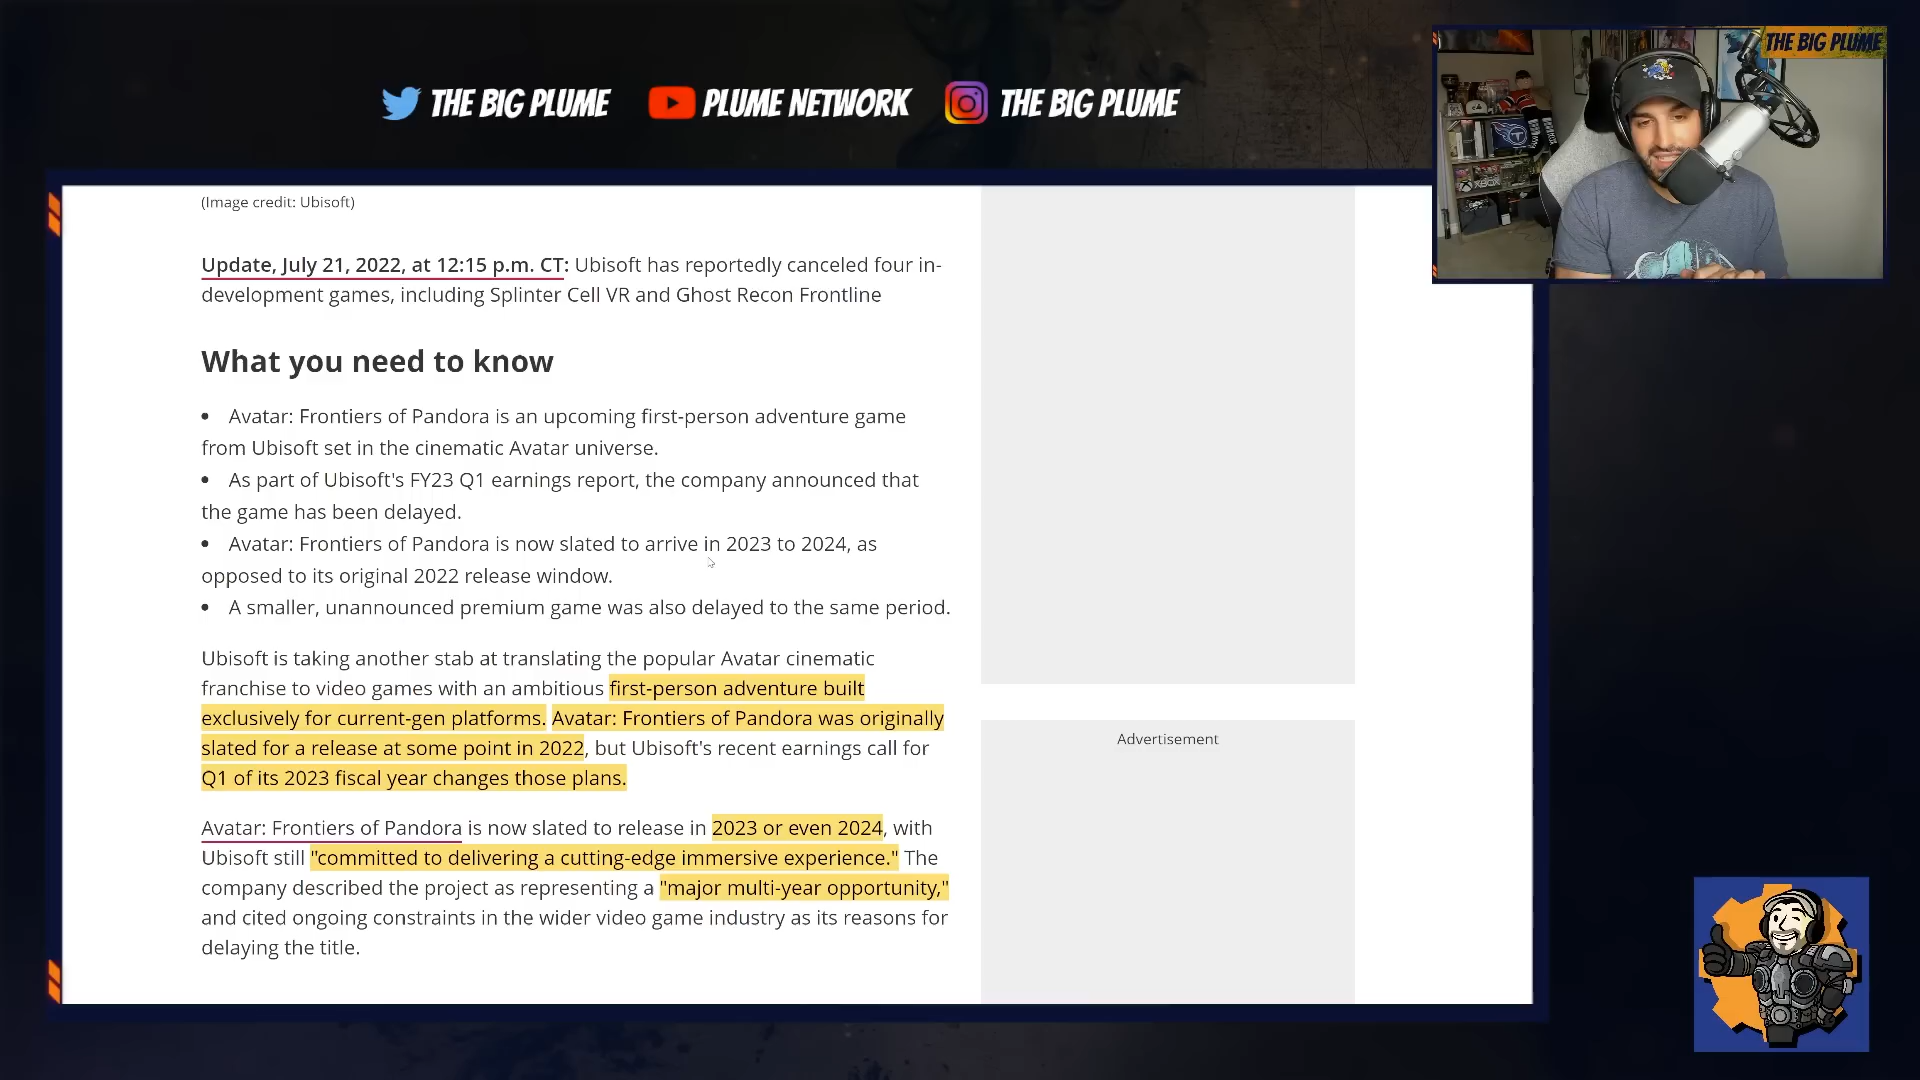 THE BIG PLUME
PLUME NETWORK
THE BIG PLUME
THE BIG PLUME
XBOX
(Image credit: Ubisoft)
Update, July 21, 2022, at 12:15 p.m. CT: Ubisoft has reportedly canceled four in-
development games, including Splinter Cell VR and Ghost Recon Frontline
What you need to know
• Avatar: Frontiers of Pandora is an upcoming first-person adventure game
from Ubisoft set in the cinematic Avatar universe.
• As part of Ubisoft's FY23 Q1 earnings report, the company announced that
the game has been delayed.
• Avatar: Frontiers of Pandora is now slated to arrive in 2023 to 2024, as
opposed to its original 2022 release window.
• A smaller, unannounced premium game was also delayed to the same period.
Ubisoft is taking another stab at translating the popular Avatar cinematic
franchise to video games with an ambitious first-person adventure built
exclusively for current-gen platforms. Avatar: Frontiers of Pandora was originally
slated for a release at some point in 2022, but Ubisoft's recent earnings call for
Q1 of its 2023 fiscal year changes those plans.
Avatar: Frontiers of Pandora is now slated to release in 2023 or even 2024, with
Ubisoft still "committed to delivering a cutting-edge immersive experience." The
company described the project as representing a "major multi-year opportunity,"
and cited ongoing constraints in the wider video game industry as its reasons for
delaying the title.
Advertisement